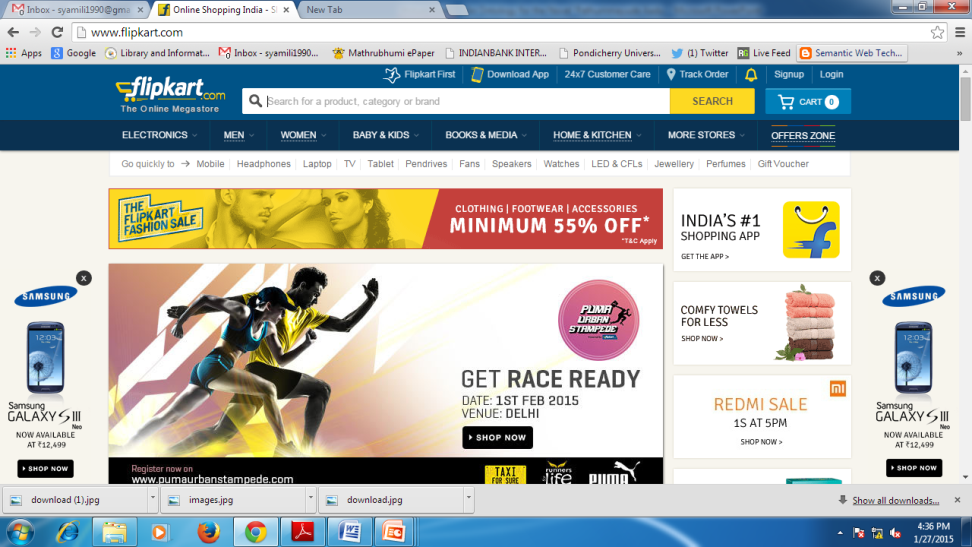 Inbox - syamili1990@gma
Online Shopping India - S
New Tab
www.flipkart.com
Apps
Google
Library and Informat...
Inbox - syamili1990...
Mathrubhumi ePaper
INDIANBANK INTER...
Pondicherry Univers...
(1) Twitter
Live Feed
Semantic Web Tech...
»
Flipkart First
Download App
24x7 Customer Care
Track Order
Signup
Login
flipkart.com
The Online Megastore
Search for a product, category or brand
SEARCH
CART 0
ELECTRONICS
MEN
WOMEN
BABY & KIDS
BOOKS & MEDIA
HOME & KITCHEN
MORE STORES
OFFERS ZONE
Go quickly to → Mobile Headphones Laptop TV Tablet Pendrives Fans Speakers Watches LED & CFLs Jewellery Perfumes Gift Voucher
THE
FLIPKART
FASHION SALE
CLOTHING | FOOTWEAR | ACCESSORIES
MINIMUM 55% OFF*
*T&C Apply
INDIA'S #1
SHOPPING APP
GET THE APP >
X
SAMSUNG
12:03
Samsung
GALAXY S III
Neo
NOW AVAILABLE
AT ₹12,499
SHOP NOW
PUMA
URBAN
STAMPEDE
GET RACE READY
DATE: 1ST FEB 2015
VENUE: DELHI
SHOP NOW
Register now on
www.pumaurbanstampede.com
TAXI
FOR SURE
runners
life
PUMA
COMFY TOWELS
FOR LESS
SHOP NOW >
mi
REDMI SALE
1S AT 5PM
SHOP NOW >
X
SAMSUNG
12:03
Samsung
GALAXY S III
Neo
NOW AVAILABLE
AT ₹12,499
SHOP NOW
download (1).jpg
images.jpg
download.jpg
Show all downloads...
4:36 PM
1/27/2015